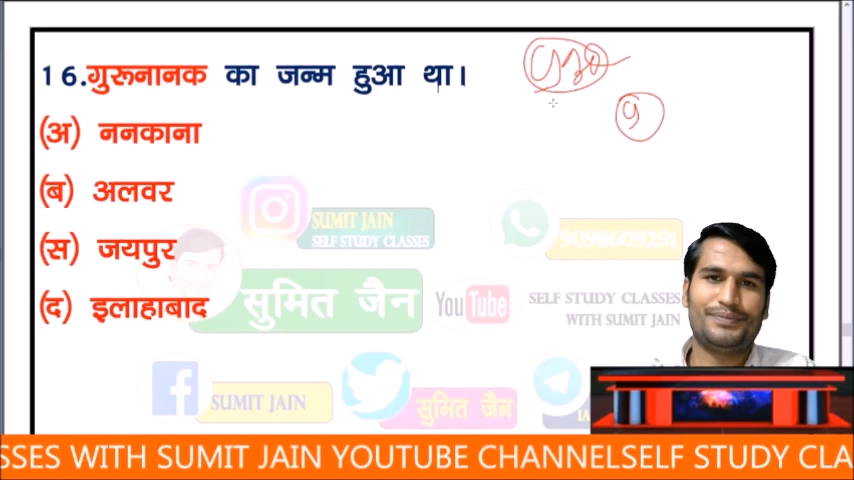 16.गुरूनानक का जन्म हुआ था।
(अ) ननकाना
(ब) अलवर
(स) जयपुर
(द) इलाहाबाद
SUMIT JAIN
SELF STUDY CLASSES
सुमित जैन
YouTube
SELF STUDY CLASSES
WITH SUMIT JAIN
SUMIT JAIN
सुमित जैन
SSES WITH SUMIT JAIN YOUTUBE CHANNELSELF STUDY CLA